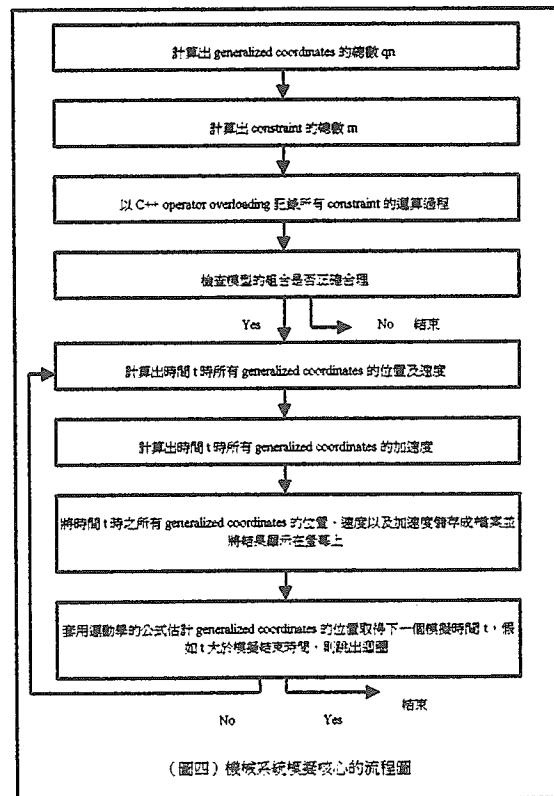 計算出 generalized coordinates 的總數 qn
計算出 constraint 的總數 m
以 C++ operator overloading 記錄所有 constraint 的運算過程
檢查模型的組合是否正確合理
Yes
No 結束
計算出時間 t 時所有 generalized coordinates 的位置及速度
計算出時間 t 時所有 generalized coordinates 的加速度
將時間 t 時之所有 generalized coordinates 的位置、速度以及加速度儲存成檔案並
將結果顯示在螢幕上
套用運動學的公式估計 generalized coordinates 的位置取得下一個模擬時間 t，假
如 t 大於模擬結束時間，則跳出迴圈
結束
No
Yes
（圖四）機械系統模擬核心的流程圖